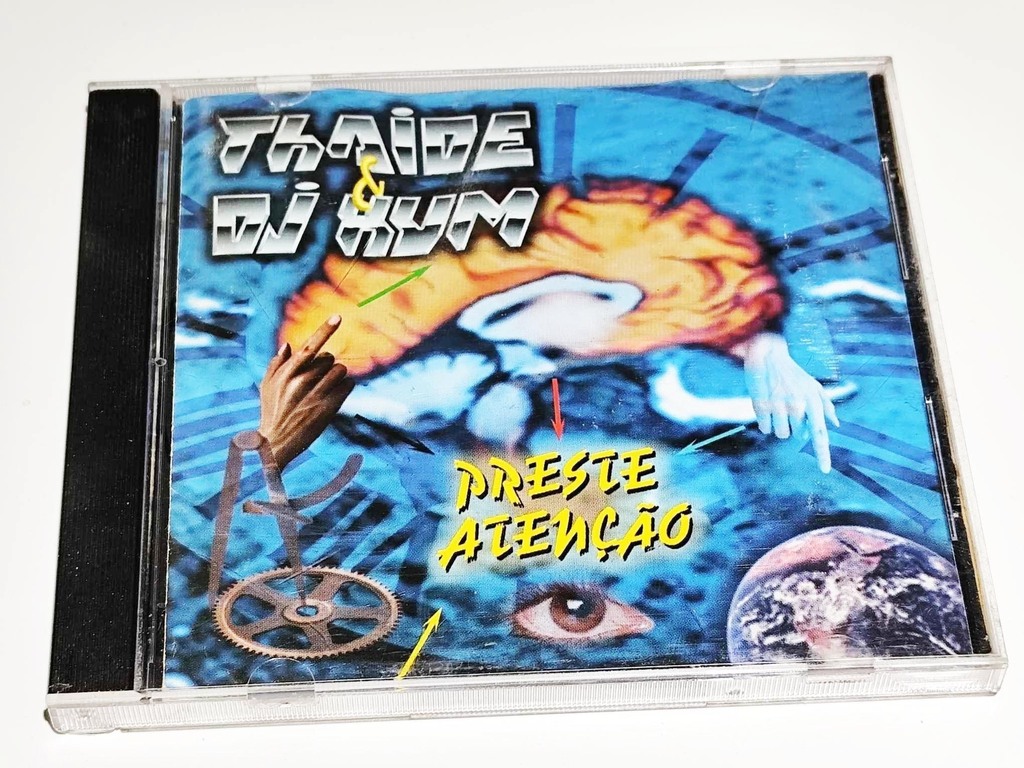 THAIDE
&
DJ HUM
PRESTE
ATENÇÃO